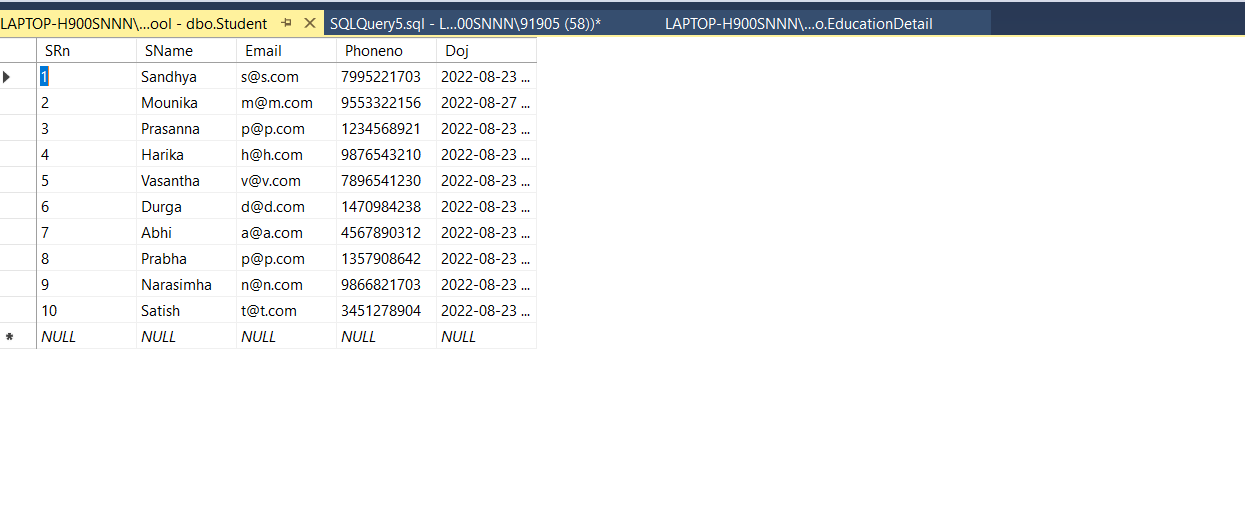 LAPTOP-H900SNNN\...ool - dbo.Student SQLQuery5.sql - L...00SNNN\91905 (58))* LAPTOP-H900SNNN\...o.EducationDetail
SRn SName Email Phoneno Doj
1 Sandhya s@s.com 7995221703 2022-08-23 ...
2 Mounika m@m.com 9553322156 2022-08-27 ...
3 Prasanna p@p.com 1234568921 2022-08-23 ...
4 Harika h@h.com 9876543210 2022-08-23 ...
5 Vasantha v@v.com 7896541230 2022-08-23 ...
6 Durga d@d.com 1470984238 2022-08-23 ...
7 Abhi a@a.com 4567890312 2022-08-23 ...
8 Prabha p@p.com 1357908642 2022-08-23 ...
9 Narasimha n@n.com 9866821703 2022-08-23 ...
10 Satish t@t.com 3451278904 2022-08-23 ...
NULL NULL NULL NULL NULL